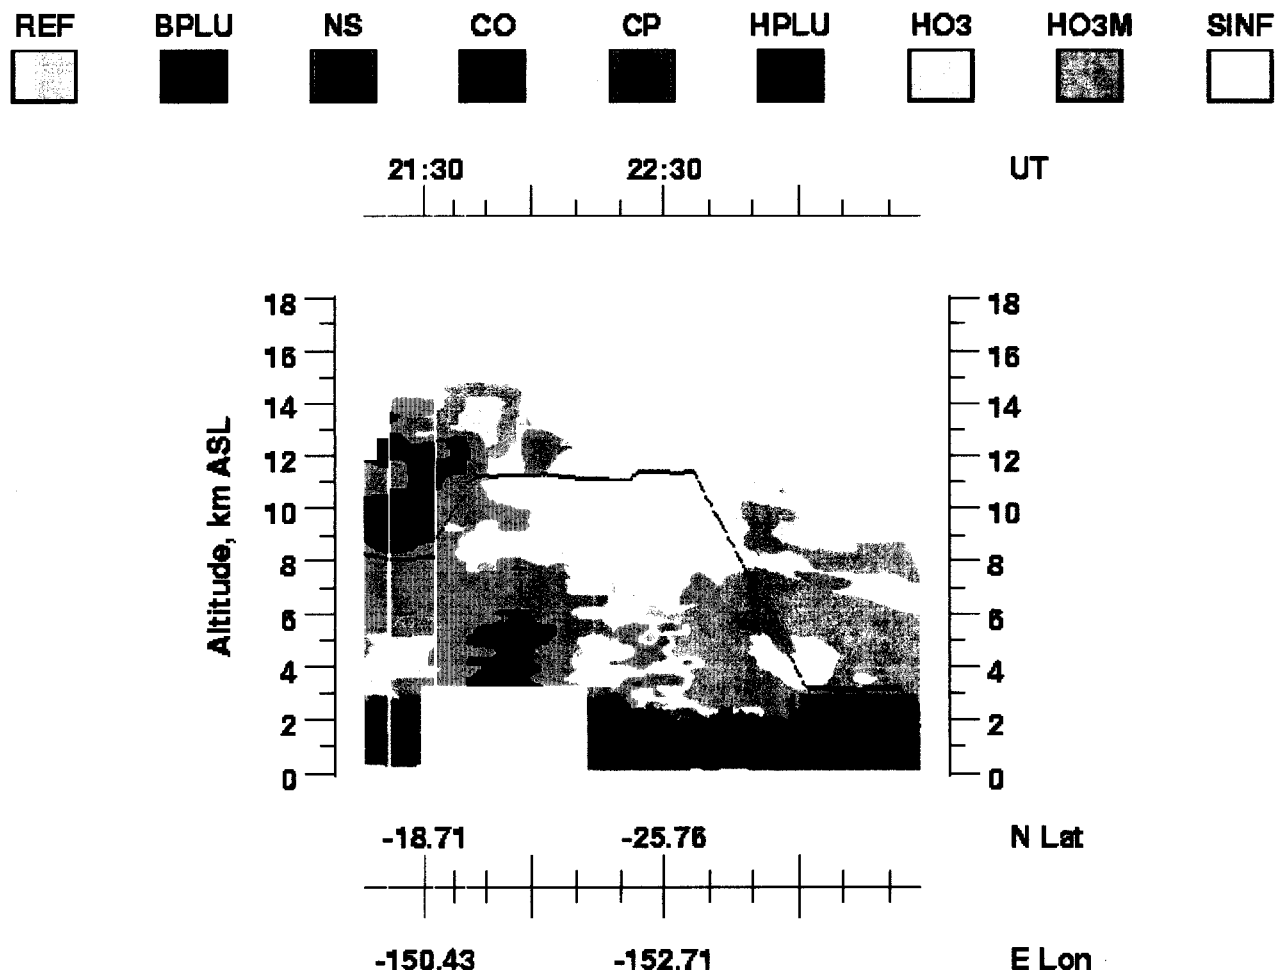 REF BPLU NS CO CP HPLU HO3 HO3M SINF
21:30 22:30 UT
18 18
16 16
14 14
12 12
10 10
8 8
6 6
4 4
2 2
0 0
Altitude, km ASL
-18.71 -25.76 N Lat
-150.43 -152.71 E Lon